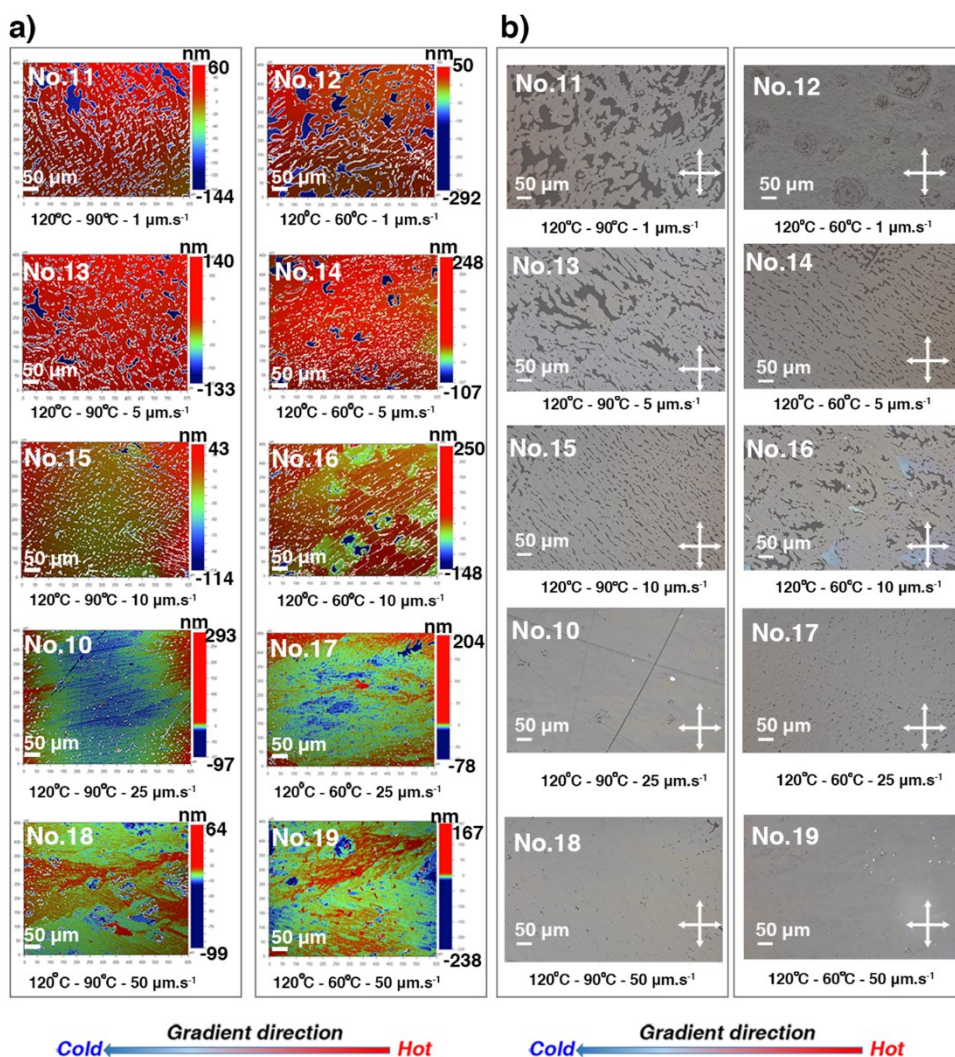 a)
b)
nm
60
No.11
50 µm
-144
120°C - 90°C - 1 µm.s⁻¹
nm
50
No.12
50 µm
-292
120°C - 60°C - 1 µm.s⁻¹
No.11
50 µm
120°C - 90°C - 1 µm.s⁻¹
No.12
50 µm
120°C - 60°C - 1 µm.s⁻¹
140
No.13
50 µm
-133
120°C - 90°C - 5 µm.s⁻¹
248
No.14
50 µm
-107
120°C - 60°C - 5 µm.s⁻¹
No.13
50 µm
120°C - 90°C - 5 µm.s⁻¹
No.14
50 µm
120°C - 60°C - 5 µm.s⁻¹
nm
43
No.15
50 µm
-114
120°C - 90°C - 10 µm.s⁻¹
nm
250
No.16
50 µm
-148
120°C - 60°C - 10 µm.s⁻¹
No.15
50 µm
120°C - 90°C - 10 µm.s⁻¹
No.16
50 µm
120°C - 60°C - 10 µm.s⁻¹
nm
293
No.10
50 µm
-97
120°C - 90°C - 25 µm.s⁻¹
nm
204
No.17
50 µm
-78
120°C - 60°C - 25 µm.s⁻¹
No.10
50 µm
120°C - 90°C - 25 µm.s⁻¹
No.17
50 µm
120°C - 60°C - 25 µm.s⁻¹
nm
64
No.18
50 µm
-99
120°C - 90°C - 50 µm.s⁻¹
nm
167
No.19
50 µm
-238
120°C - 60°C - 50 µm.s⁻¹
No.18
50 µm
120°C - 90°C - 50 µm.s⁻¹
No.19
50 µm
120°C - 60°C - 50 µm.s⁻¹
Gradient direction
Cold
Hot
Gradient direction
Cold
Hot